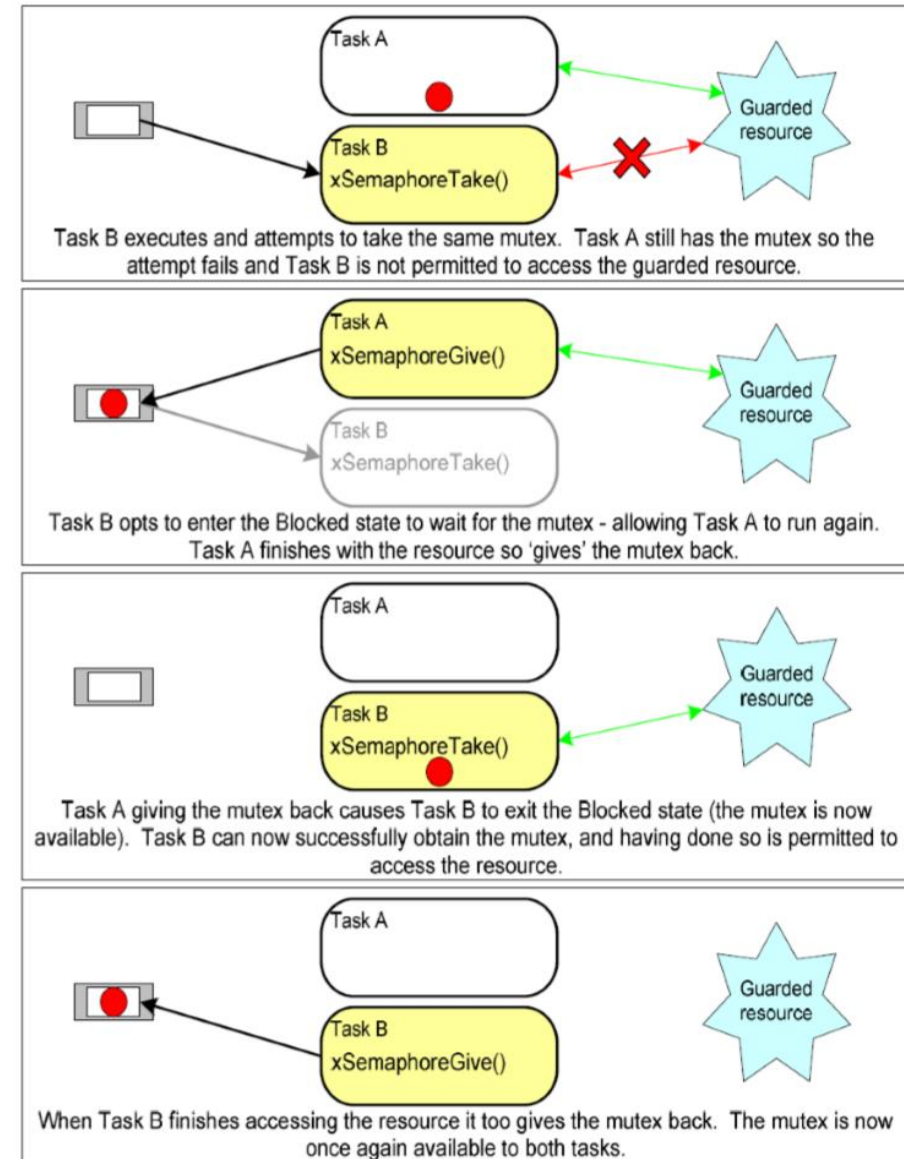 Task A
Guarded
resource
Task B
xSemaphoreTake()
Task B executes and attempts to take the same mutex.  Task A still has the mutex so the
attempt fails and Task B is not permitted to access the guarded resource.
Task A
xSemaphoreGive()
Guarded
resource
Task B
xSemaphoreTake()
Task B opts to enter the Blocked state to wait for the mutex - allowing Task A to run again.
Task A finishes with the resource so ‘gives’ the mutex back.
Task A
Guarded
resource
Task B
xSemaphoreTake()
Task A giving the mutex back causes Task B to exit the Blocked state (the mutex is now
available).  Task B can now successfully obtain the mutex, and having done so is permitted to
access the resource.
Task A
Guarded
resource
Task B
xSemaphoreGive()
When Task B finishes accessing the resource it too gives the mutex back.  The mutex is now
once again available to both tasks.